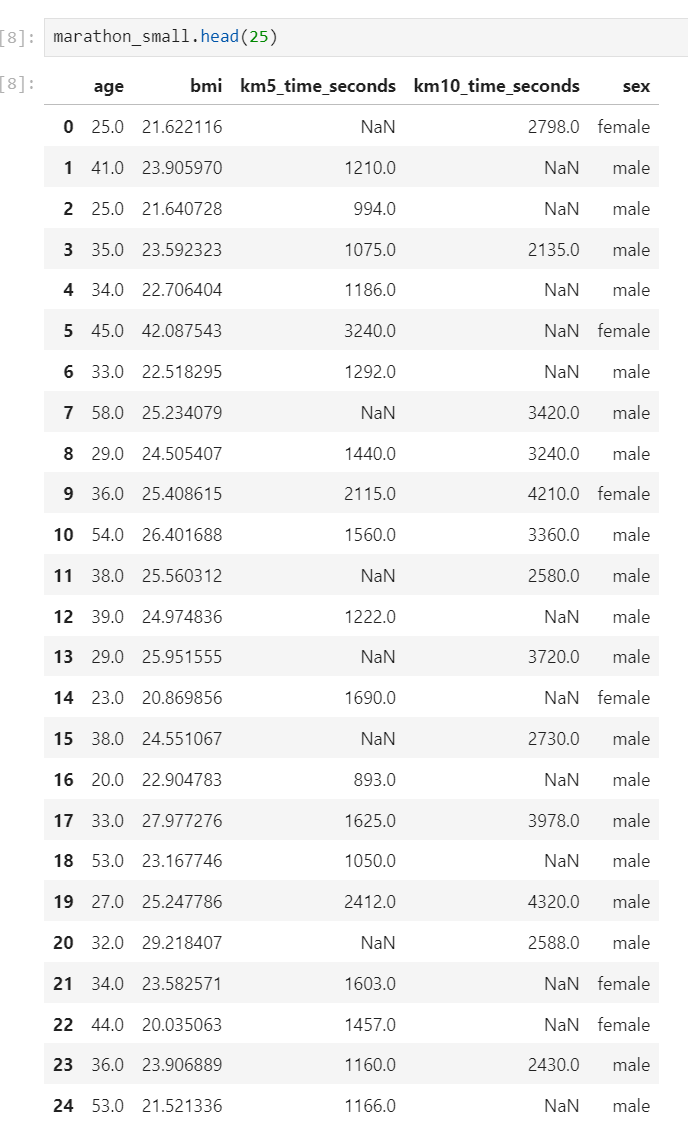 [8]: marathon_small.head(25)
[8]: age bmi km5_time_seconds km10_time_seconds sex
0 25.0 21.622116 NaN 2798.0 female
1 41.0 23.905970 1210.0 NaN male
2 25.0 21.640728 994.0 NaN male
3 35.0 23.592323 1075.0 2135.0 male
4 34.0 22.706404 1186.0 NaN male
5 45.0 42.087543 3240.0 NaN female
6 33.0 22.518295 1292.0 NaN male
7 58.0 25.234079 NaN 3420.0 male
8 29.0 24.505407 1440.0 3240.0 male
9 36.0 25.408615 2115.0 4210.0 female
10 54.0 26.401688 1560.0 3360.0 male
11 38.0 25.560312 NaN 2580.0 male
12 39.0 24.974836 1222.0 NaN male
13 29.0 25.951555 NaN 3720.0 male
14 23.0 20.869856 1690.0 NaN female
15 38.0 24.551067 NaN 2730.0 male
16 20.0 22.904783 893.0 NaN male
17 33.0 27.977276 1625.0 3978.0 male
18 53.0 23.167746 1050.0 NaN male
19 27.0 25.247786 2412.0 4320.0 male
20 32.0 29.218407 NaN 2588.0 male
21 34.0 23.582571 1603.0 NaN female
22 44.0 20.035063 1457.0 NaN female
23 36.0 23.906889 1160.0 2430.0 male
24 53.0 21.521336 1166.0 NaN male